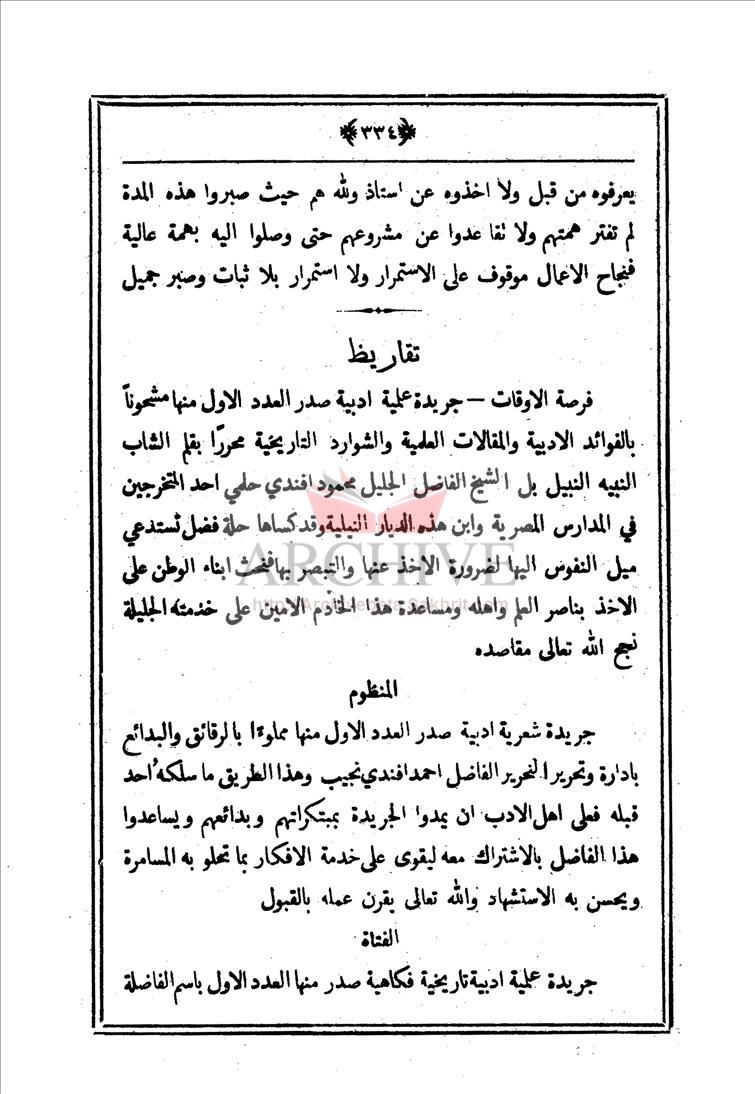 ﴿٣٣٤﴾
يعرفوه من قبل ولا اخذوه عن استاذ ولله هم حيث صبروا هذه المدة
لم تفتر همتهم ولا تقاعدوا عن مشروعهم حتى وصلوا اليه بهمة عالية
فنجاح الاعمال موقوف على الاستمرار ولا استمرار بلا ثبات وصبر جميل
تقاريظ
فرصة الاوقات – جريدة علمية ادبية صدر العدد الاول منها مشحوناً
بالفوائد الادبية والمقالات العلمية والشوارد التاريخية محررًا بقلم الشاب
النبيه النبيل بل الشيخ الفاضل الجليل محمود افندي حلمي احد المتخرجين
في المدارس المصرية وابن هذه الديار النيلية وقد كساها حلة فضل تستدعي
ميل النفوس اليها لضرورة الاخذ عنها والتبصر بها فنحث ابناء الوطن على
الاخذ بناصر العلم واهله ومساعدة هذا الخادم الامين على خدمته الجليلة
نجح الله تعالى مقاصده
المنظوم
جريدة شعرية ادبية صدر العدد الاول منها مملوءا بالرقائق والبدائع
بادارة وتحرير النحرير الفاضل احمد افندي نجيب وهذا الطريق ما سلكه احد
قبله فعلى اهل الادب ان يمدوا الجريدة بمبتكراتهم وبدائعهم ويساعدوا
هذا الفاضل بالاشتراك معه ليقوى على خدمة الافكار بما تحلو به المسامرة
ويحسن به الاستشهاد والله تعالى يقرن عمله بالقبول
الفتاة
جريدة علمية ادبية تاريخية فكاهية صدر منها العدد الاول باسم الفاضلة
ARCHIVE
http://Archivebeta.Sakhrit.com